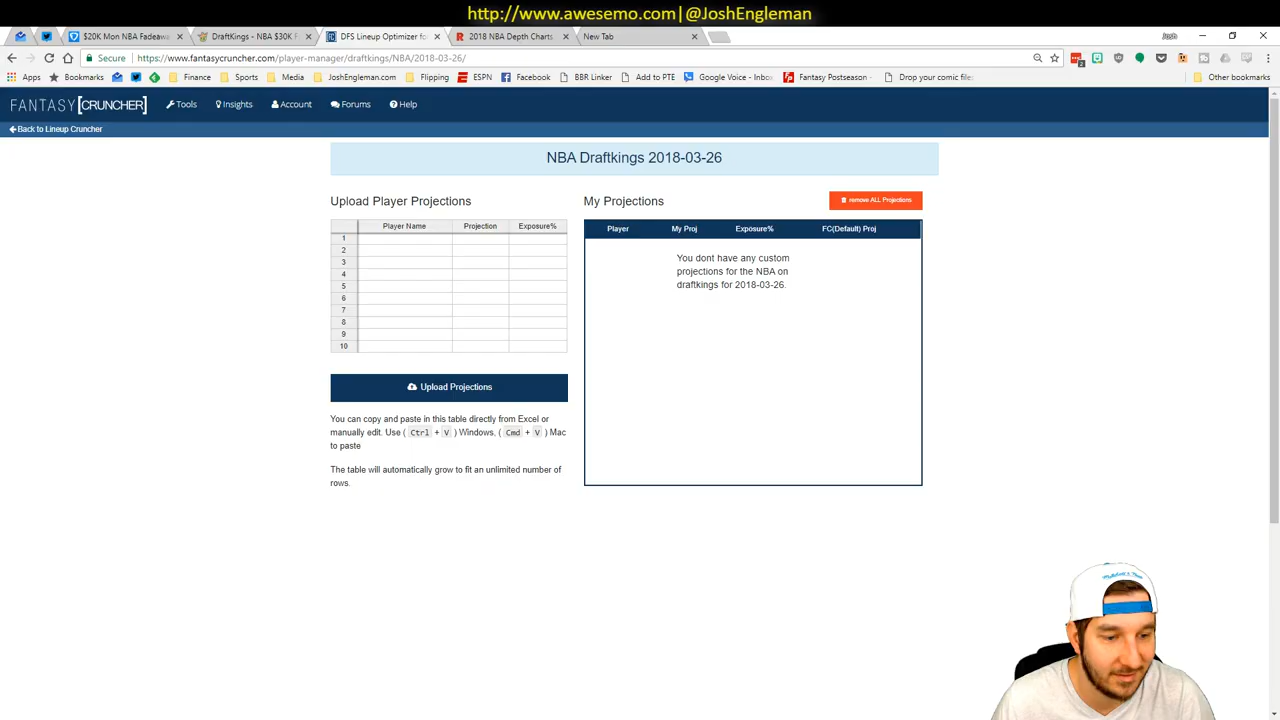 http://www.awesemo.com|@JoshEngleman
$20K Mon NBA Fadeawa
DraftKings - NBA $30K F
DFS Lineup Optimizer fo
2018 NBA Depth Charts
New Tab
Josh
Secure
https://www.fantasycruncher.com/player-manager/draftkings/NBA/2018-03-26/
Apps
Bookmarks
Finance
Sports
Media
JoshEngleman.com
Flipping
ESPN
Facebook
BBR Linker
Add to PTE
Google Voice - Inbo
Fantasy Postseason
Drop your comic file
Other bookmarks
FANTASY[CRUNCHER]
Tools
Insights
Account
Forums
Help
Back to Lineup Cruncher
NBA Draftkings 2018-03-26
Upload Player Projections
Player Name Projection Exposure%
1
2
3
4
5
6
7
8
9
10
Upload Projections
You can copy and paste in this table directly from Excel or
manually edit. Use ( Ctrl + V ) Windows, ( Cmd + V ) Mac
to paste
The table will automatically grow to fit an unlimited number of
rows.
My Projections
remove ALL Projections
Player My Proj Exposure% FC(Default) Proj
You dont have any custom
projections for the NBA on
draftkings for 2018-03-26.